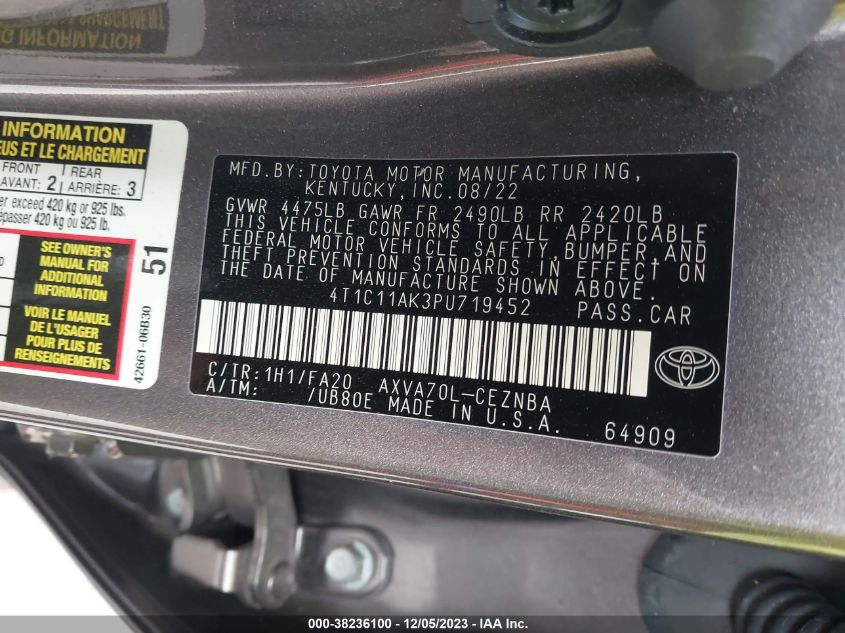 INFORMATION
EUS ET LE CHARGEMENT
FRONT
AVANT: 2
REAR
ARRIÈRE: 3
er exceed 420 kg or 925 lbs.
épasser 420 kg ou 925 lb.
SEE OWNER'S
MANUAL FOR
ADDITIONAL
INFORMATION
VOIR LE MANUEL
DE L'USAGER
POUR PLUS DE
RENSEIGNEMENTS
51
42661-06B30
MFD.BY:TOYOTA MOTOR MANUFACTURING,
KENTUCKY,INC.08/22
GVWR 4475LB GAWR FR 2490LB RR 2420LB
THIS VEHICLE CONFORMS TO ALL APPLICABLE
FEDERAL MOTOR VEHICLE SAFETY,BUMPER,AND
THEFT PREVENTION STANDARDS IN EFFECT ON
THE DATE OF MANUFACTURE SHOWN ABOVE.
4T1C11AK3PU719452 PASS.CAR
C/TR:1H1/FA20 AXVA70L-CEZNBA
A/TM: /UB80E MADE IN U.S.A.
64909
000-38236100 - 12/05/2023 - IAA Inc.